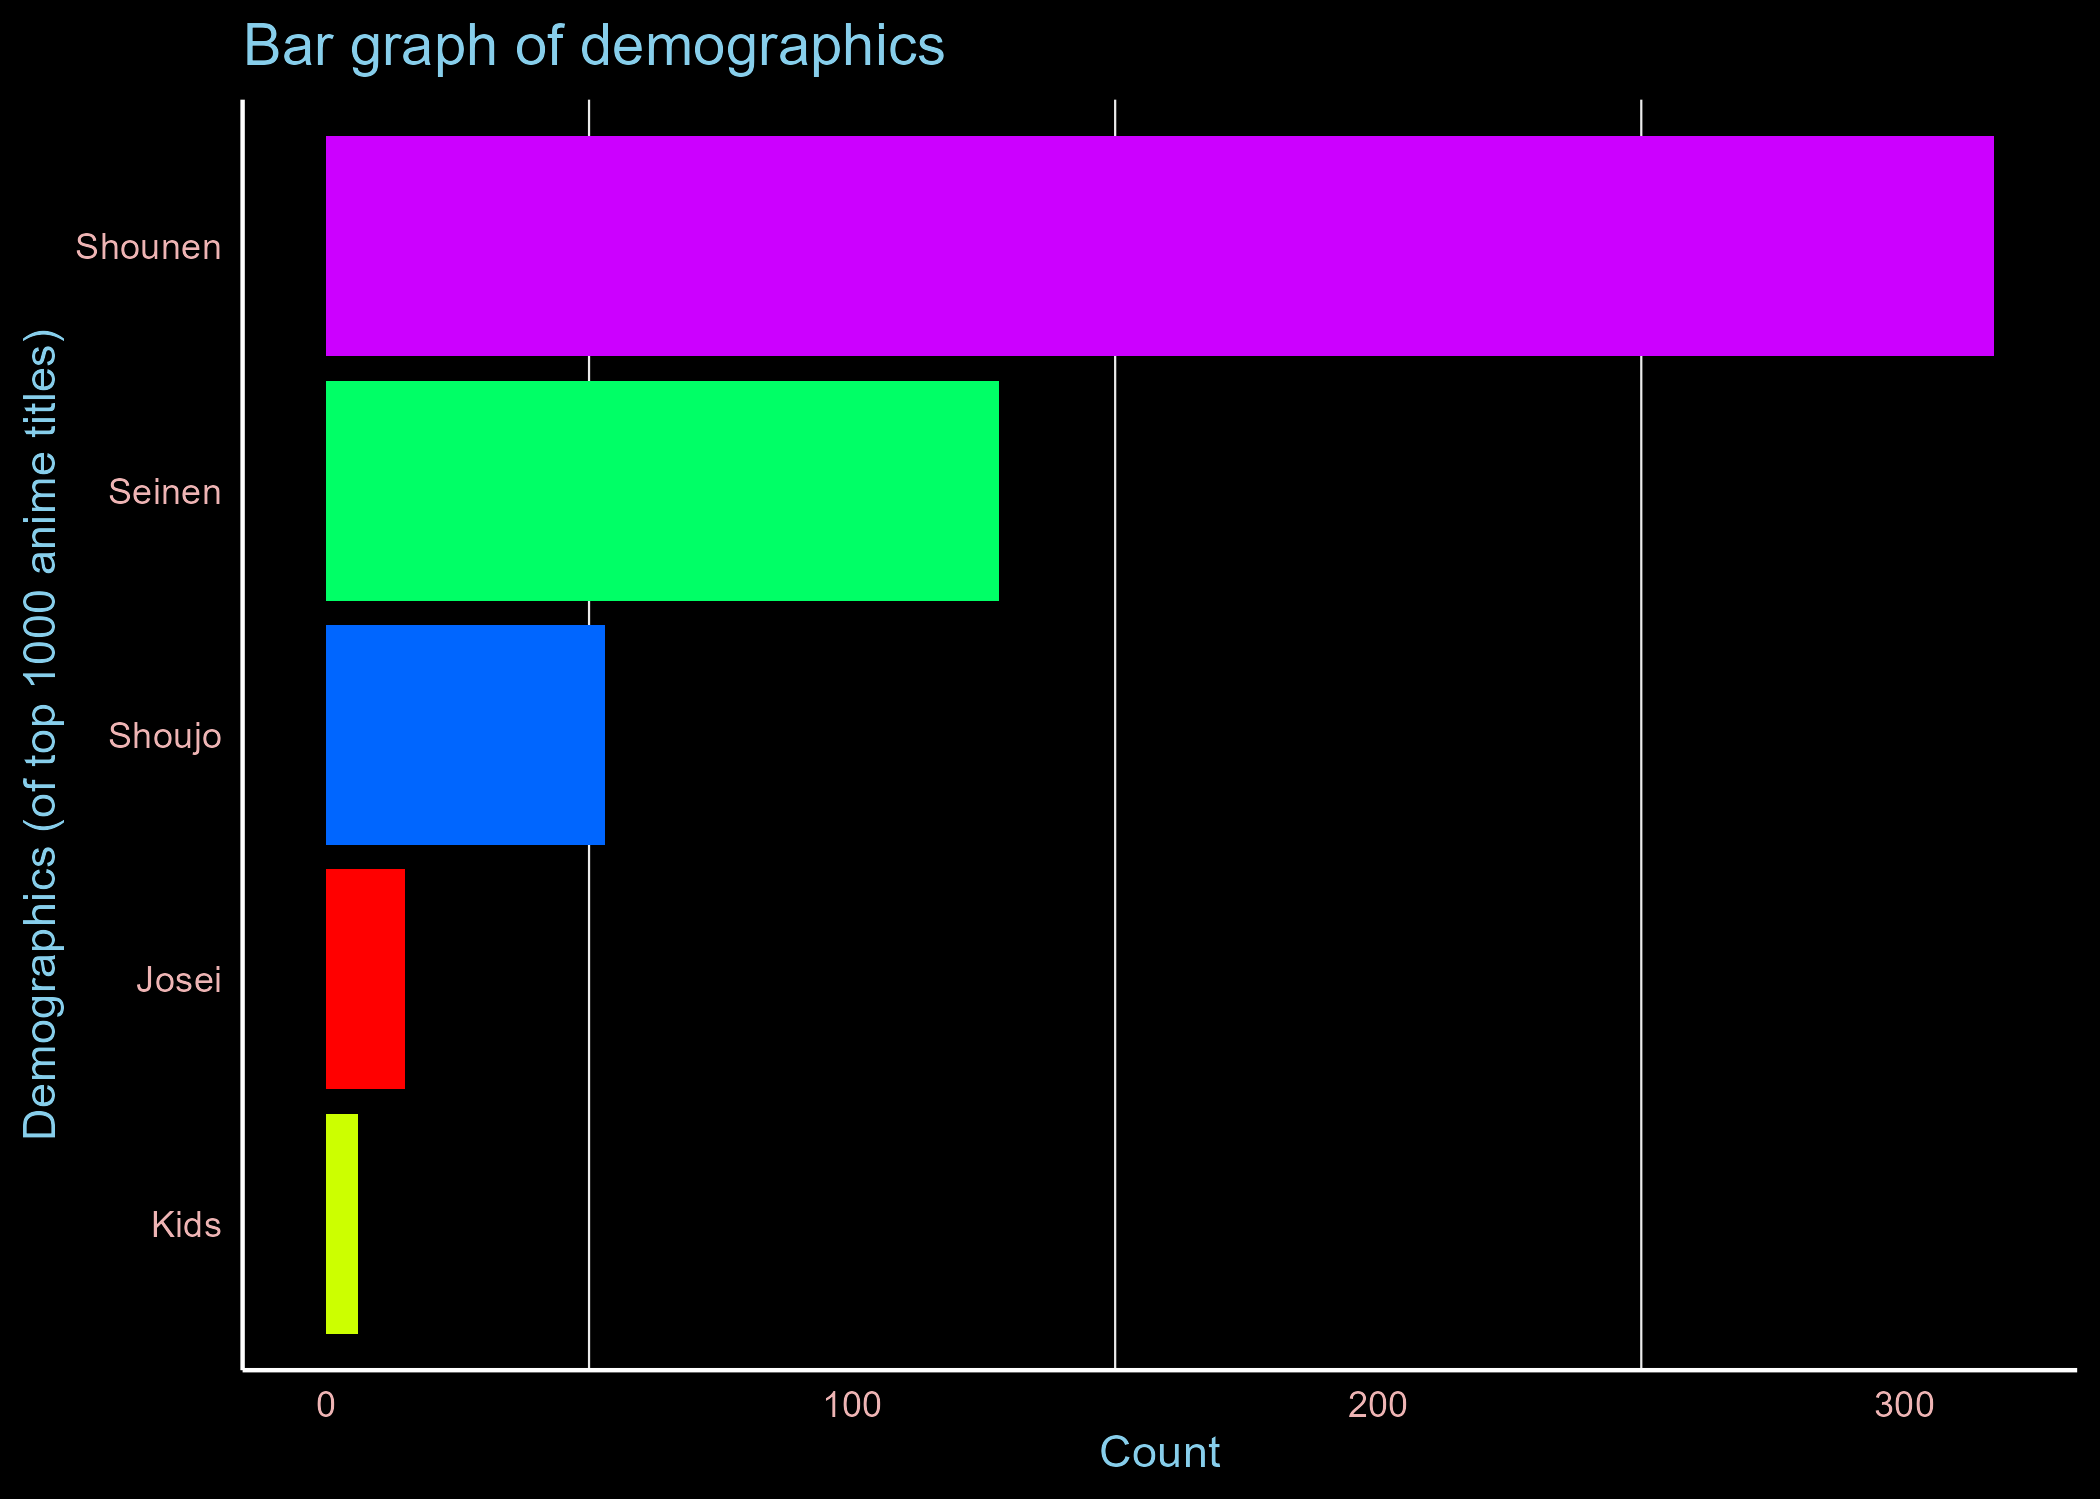 Bar graph of demographics
Demographics (of top 1000 anime titles)
Shounen
Seinen
Shoujo
Josei
Kids
0 100 200 300
Count